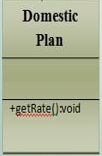 Domestic
Plan
+getRate():void